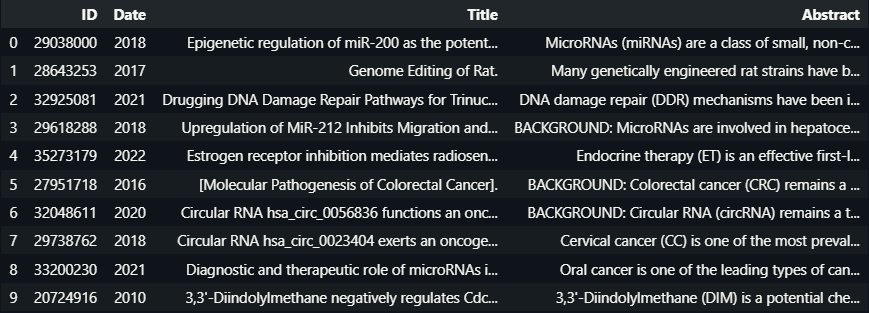 ID Date Title Abstract
0 29038000 2018 Epigenetic regulation of miR-200 as the potent... MicroRNAs (miRNAs) are a class of small, non-c...
1 28643253 2017 Genome Editing of Rat. Many genetically engineered rat strains have b...
2 32925081 2021 Drugging DNA Damage Repair Pathways for Trinuc... DNA damage repair (DDR) mechanisms have been i...
3 29618288 2018 Upregulation of MiR-212 Inhibits Migration and... BACKGROUND: MicroRNAs are involved in hepatoce...
4 35273179 2022 Estrogen receptor inhibition mediates radiosen... Endocrine therapy (ET) is an effective first-l...
5 27951718 2016 [Molecular Pathogenesis of Colorectal Cancer]. BACKGROUND: Colorectal cancer (CRC) remains a ...
6 32048611 2020 Circular RNA hsa_circ_0056836 functions an onc... BACKGROUND: Circular RNA (circRNA) remains a t...
7 29738762 2018 Circular RNA hsa_circ_0023404 exerts an oncoge... Cervical cancer (CC) is one of the most preval...
8 33200230 2021 Diagnostic and therapeutic role of microRNAs i... Oral cancer is one of the leading types of can...
9 20724916 2010 3,3'-Diindolylmethane negatively regulates Cdc... 3,3'-Diindolylmethane (DIM) is a potential che...